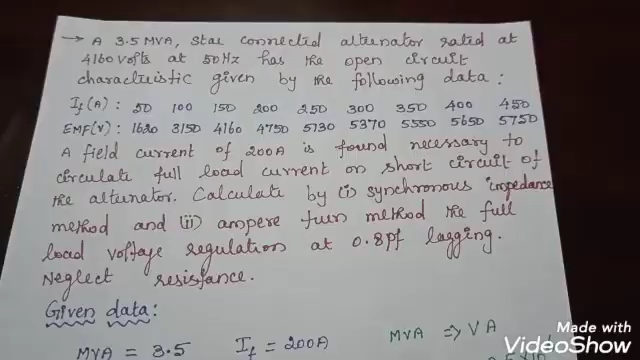 → A 3.5 MVA, star connected alternator rated at
4160 volts at 50 Hz has the open circuit
characteristic given by the following data:
If(A): 50 100 150 200 250 300 350 400 450
EMF(V): 1620 3150 4160 4750 5130 5370 5550 5650 5750
A field current of 200A is found necessary to
circulate full load current on short circuit of
the alternator. Calculate by (i) synchronous impedance
method and (ii) ampere turn method the full
load voltage regulation at 0.8pf lagging.
Neglect resistance.
Given data:
MVA = 3.5 If = 200A MVA => VA
Made with
VideoShow